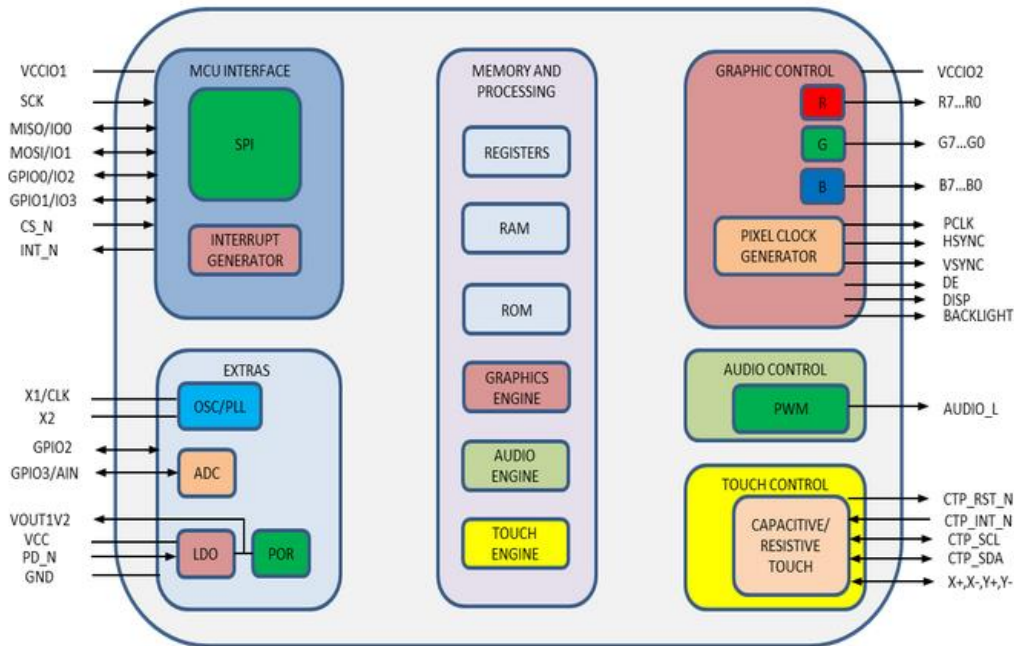 VCCIO1
SCK
MISO/IO0
MOSI/IO1
GPIO0/IO2
GPIO1/IO3
CS_N
INT_N
MCU INTERFACE
SPI
INTERRUPT
GENERATOR
X1/CLK
X2
GPIO2
GPIO3/AIN
VOUT1V2
VCC
PD_N
GND
EXTRAS
OSC/PLL
ADC
LDO
POR
MEMORY AND
PROCESSING
REGISTERS
RAM
ROM
GRAPHICS
ENGINE
AUDIO
ENGINE
TOUCH
ENGINE
GRAPHIC CONTROL
R
G
B
PIXEL CLOCK
GENERATOR
VCCIO2
R7...R0
G7...G0
B7...B0
PCLK
HSYNC
VSYNC
DE
DISP
BACKLIGHT
AUDIO CONTROL
PWM
AUDIO_L
TOUCH CONTROL
CAPACITIVE/
RESISTIVE
TOUCH
CTP_RST_N
CTP_INT_N
CTP_SCL
CTP_SDA
X+,X-,Y+,Y-